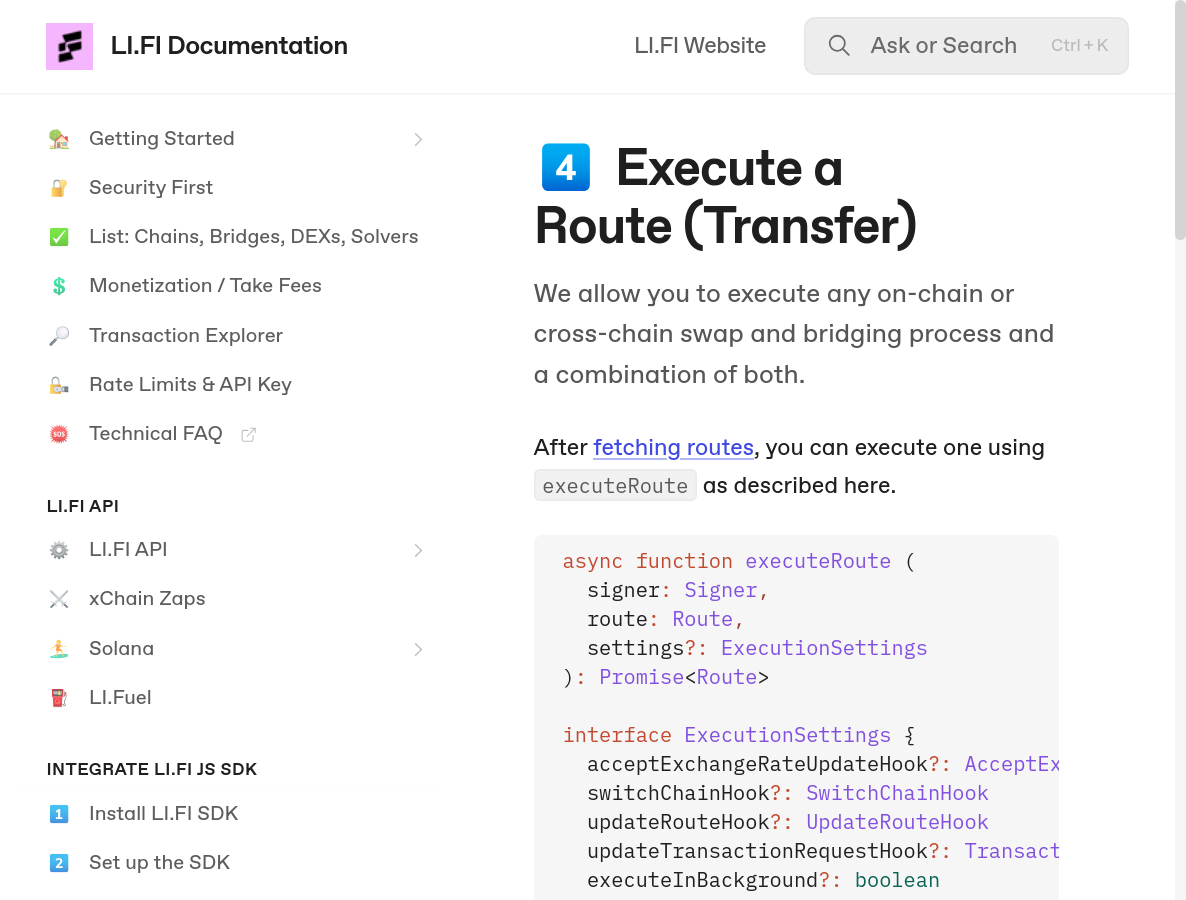 LI.FI Documentation
LI.FI Website
Ask or Search
Ctrl + K
Getting Started
Security First
List: Chains, Bridges, DEXs, Solvers
Monetization / Take Fees
Transaction Explorer
Rate Limits & API Key
Technical FAQ
LI.FI API
LI.FI API
xChain Zaps
Solana
LI.Fuel
INTEGRATE LI.FI JS SDK
1 Install LI.FI SDK
2 Set up the SDK
4 Execute a
Route (Transfer)
We allow you to execute any on-chain or
cross-chain swap and bridging process and
a combination of both.
After fetching routes, you can execute one using
executeRoute as described here.
async function executeRoute (
  signer: Signer,
  route: Route,
  settings?: ExecutionSettings
): Promise<Route>
interface ExecutionSettings {
  acceptExchangeRateUpdateHook?: AcceptEx
  switchChainHook?: SwitchChainHook
  updateRouteHook?: UpdateRouteHook
  updateTransactionRequestHook?: Transact
  executeInBackground?: boolean